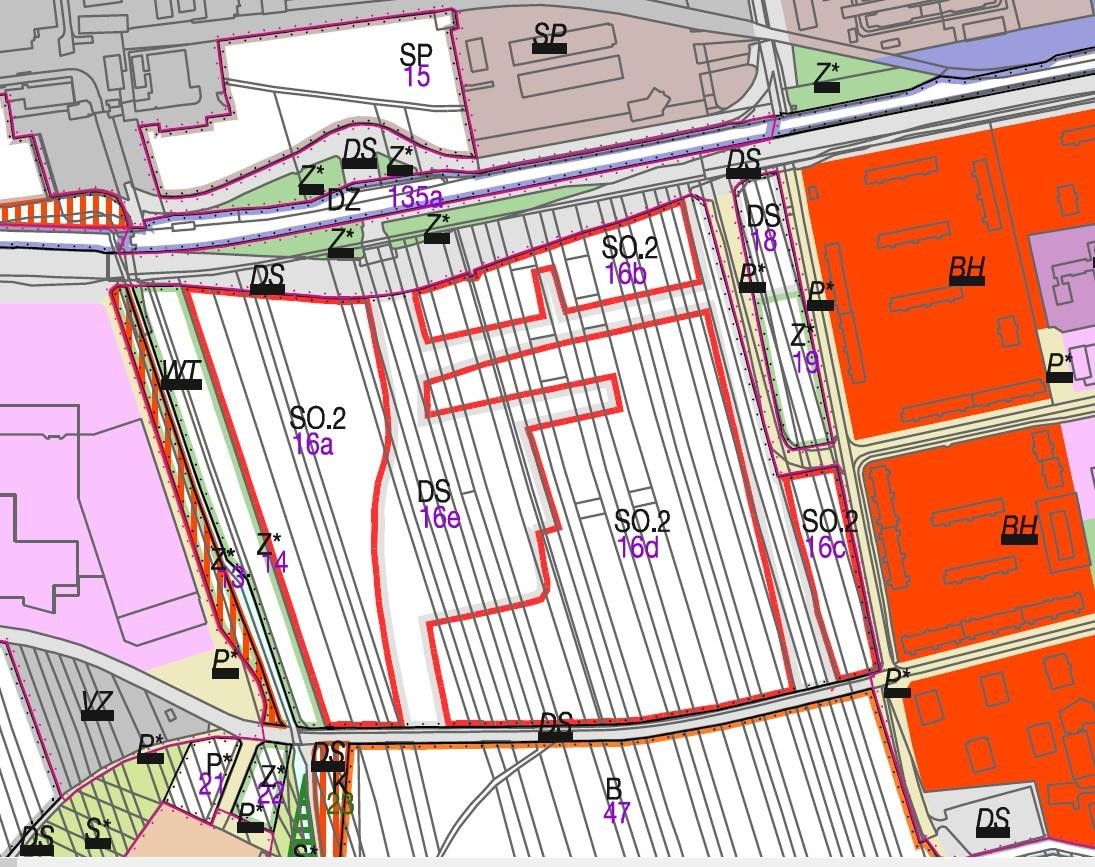 SP
SP
15
Z*
DS
Z*
Z*
DS
DZ
135a
DS
18
Z*
Z*
SO.2
16b
DS
P*
P*
BH
Z*
19
P*
WT
SO.2
16a
DS
16e
SO.2
16d
SO.2
16c
BH
Z*
13
Z*
14
P*
P*
VZ
DS
P*
P*
21
Z*
22
DS
K
23
B
47
P*
DS
S*
DS
S*